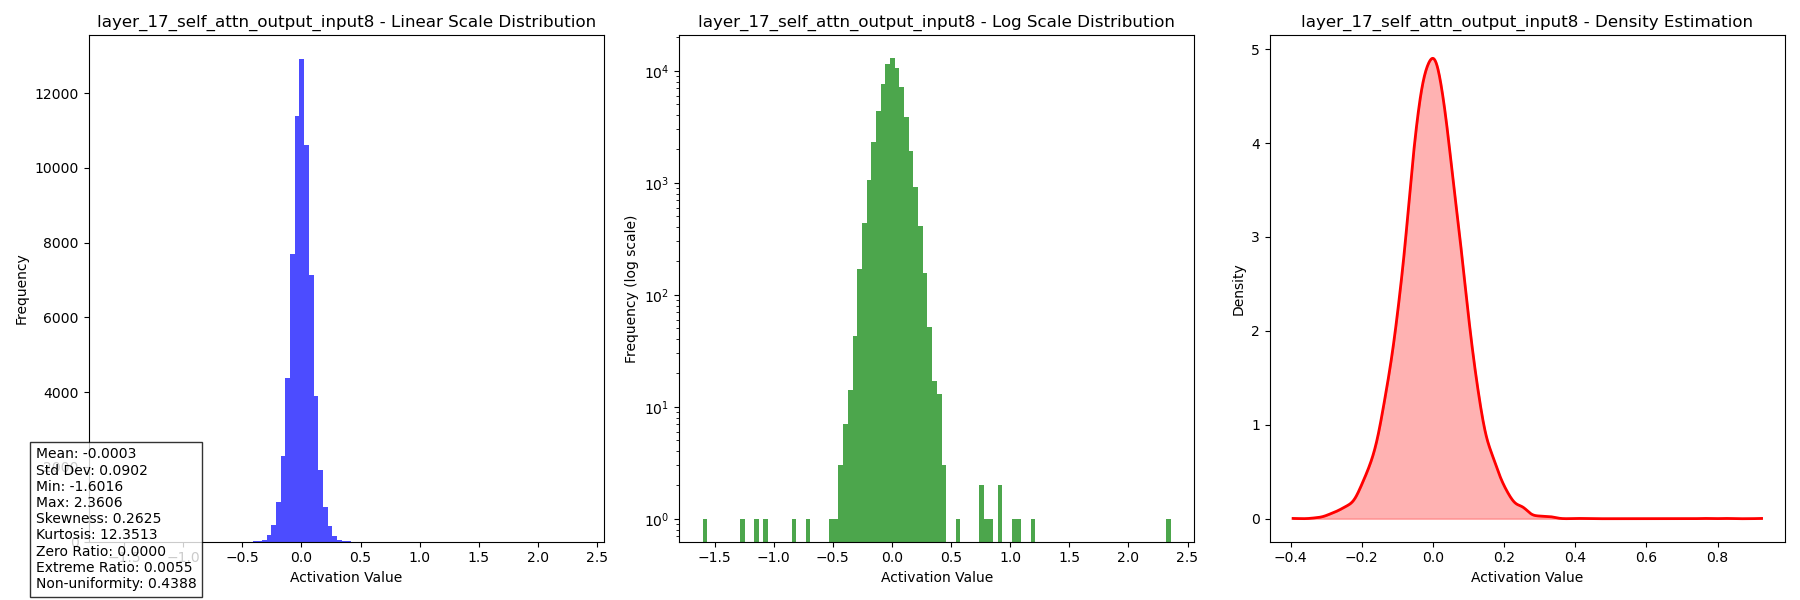 layer_17_self_attn_output_input8 - Linear Scale Distribution
layer_17_self_attn_output_input8 - Log Scale Distribution
layer_17_self_attn_output_input8 - Density Estimation
Frequency
12000
10000
8000
6000
4000
−0.5
0.0
0.5
1.0
1.5
2.0
2.5
Activation Value
Mean: -0.0003
Std Dev: 0.0902
Min: -1.6016
Max: 2.3606
Skewness: 0.2625
Kurtosis: 12.3513
Zero Ratio: 0.0000
Extreme Ratio: 0.0055
Non-uniformity: 0.4388
Frequency (log scale)
10⁴
10³
10²
10¹
10⁰
−1.5
−1.0
−0.5
0.0
0.5
1.0
1.5
2.0
2.5
Activation Value
Density
5
4
3
2
1
0
−0.4
−0.2
0.0
0.2
0.4
0.6
0.8
Activation Value